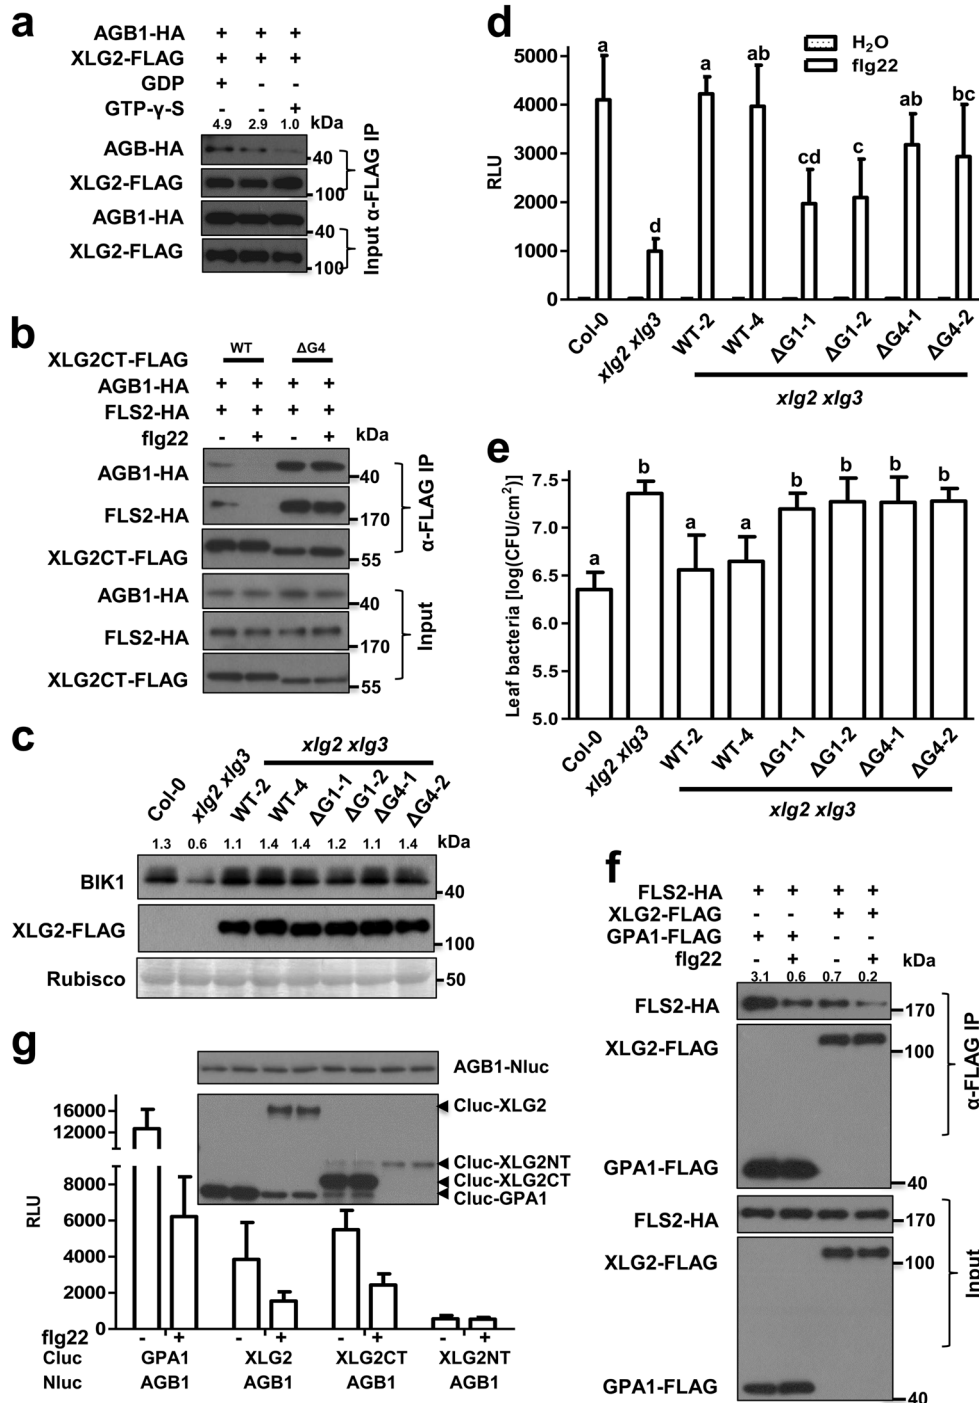 a
AGB1-HA + + +
XLG2-FLAG + + +
GDP + - -
GTP-γ-S - - +
4.9 2.9 1.0 kDa
AGB-HA
40
XLG2-FLAG
100
α-FLAG IP
AGB1-HA
40
XLG2-FLAG
100
Input
b
XLG2CT-FLAG WT ΔG4
AGB1-HA + + + +
FLS2-HA + + + +
flg22 - + - + kDa
AGB1-HA
40
FLS2-HA
170
XLG2CT-FLAG
55
α-FLAG IP
AGB1-HA
40
FLS2-HA
170
XLG2CT-FLAG
55
Input
c
xlg2 xlg3
Col-0 xlg2 xlg3 WT-2 WT-4 ΔG1-1 ΔG1-2 ΔG4-1 ΔG4-2
1.3 0.6 1.1 1.4 1.4 1.2 1.1 1.4 kDa
BIK1
40
XLG2-FLAG
100
Rubisco 50
d
H2O
flg22
RLU
5000
4000
3000
2000
1000
0
a d a ab cd c ab bc
Col-0 xlg2 xlg3 WT-2 WT-4 ΔG1-1 ΔG1-2 ΔG4-1 ΔG4-2
xlg2 xlg3
e
Leaf bacteria [log(CFU/cm2)]
7.5
7.0
6.5
6.0
5.5
5.0
a b a a b b b b
Col-0 xlg2 xlg3 WT-2 WT-4 ΔG1-1 ΔG1-2 ΔG4-1 ΔG4-2
xlg2 xlg3
f
FLS2-HA + + + +
XLG2-FLAG - - + +
GPA1-FLAG + + - -
flg22 - + - + kDa
3.1 0.6 0.7 0.2
FLS2-HA
170
XLG2-FLAG
100
GPA1-FLAG
40
α-FLAG IP
FLS2-HA
170
XLG2-FLAG
100
GPA1-FLAG
40
Input
g
AGB1-Nluc
Cluc-XLG2
Cluc-XLG2NT
Cluc-XLG2CT
Cluc-GPA1
RLU
16000
12000
8000
6000
4000
2000
0
flg22 - + - + - + - +
Cluc GPA1 XLG2 XLG2CT XLG2NT
Nluc AGB1 AGB1 AGB1 AGB1